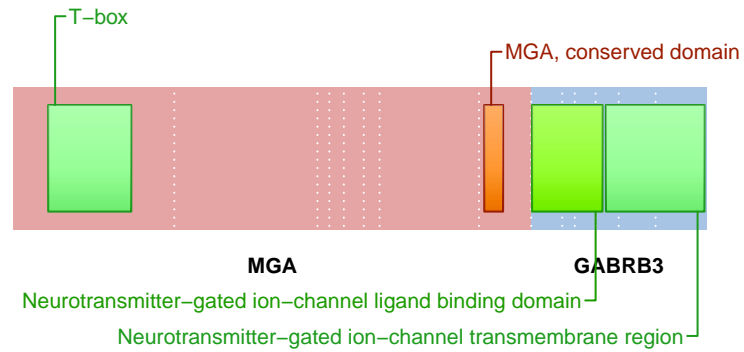 T−box
MGA, conserved domain
MGA
GABRB3
Neurotransmitter−gated ion−channel ligand binding domain
Neurotransmitter−gated ion−channel transmembrane region